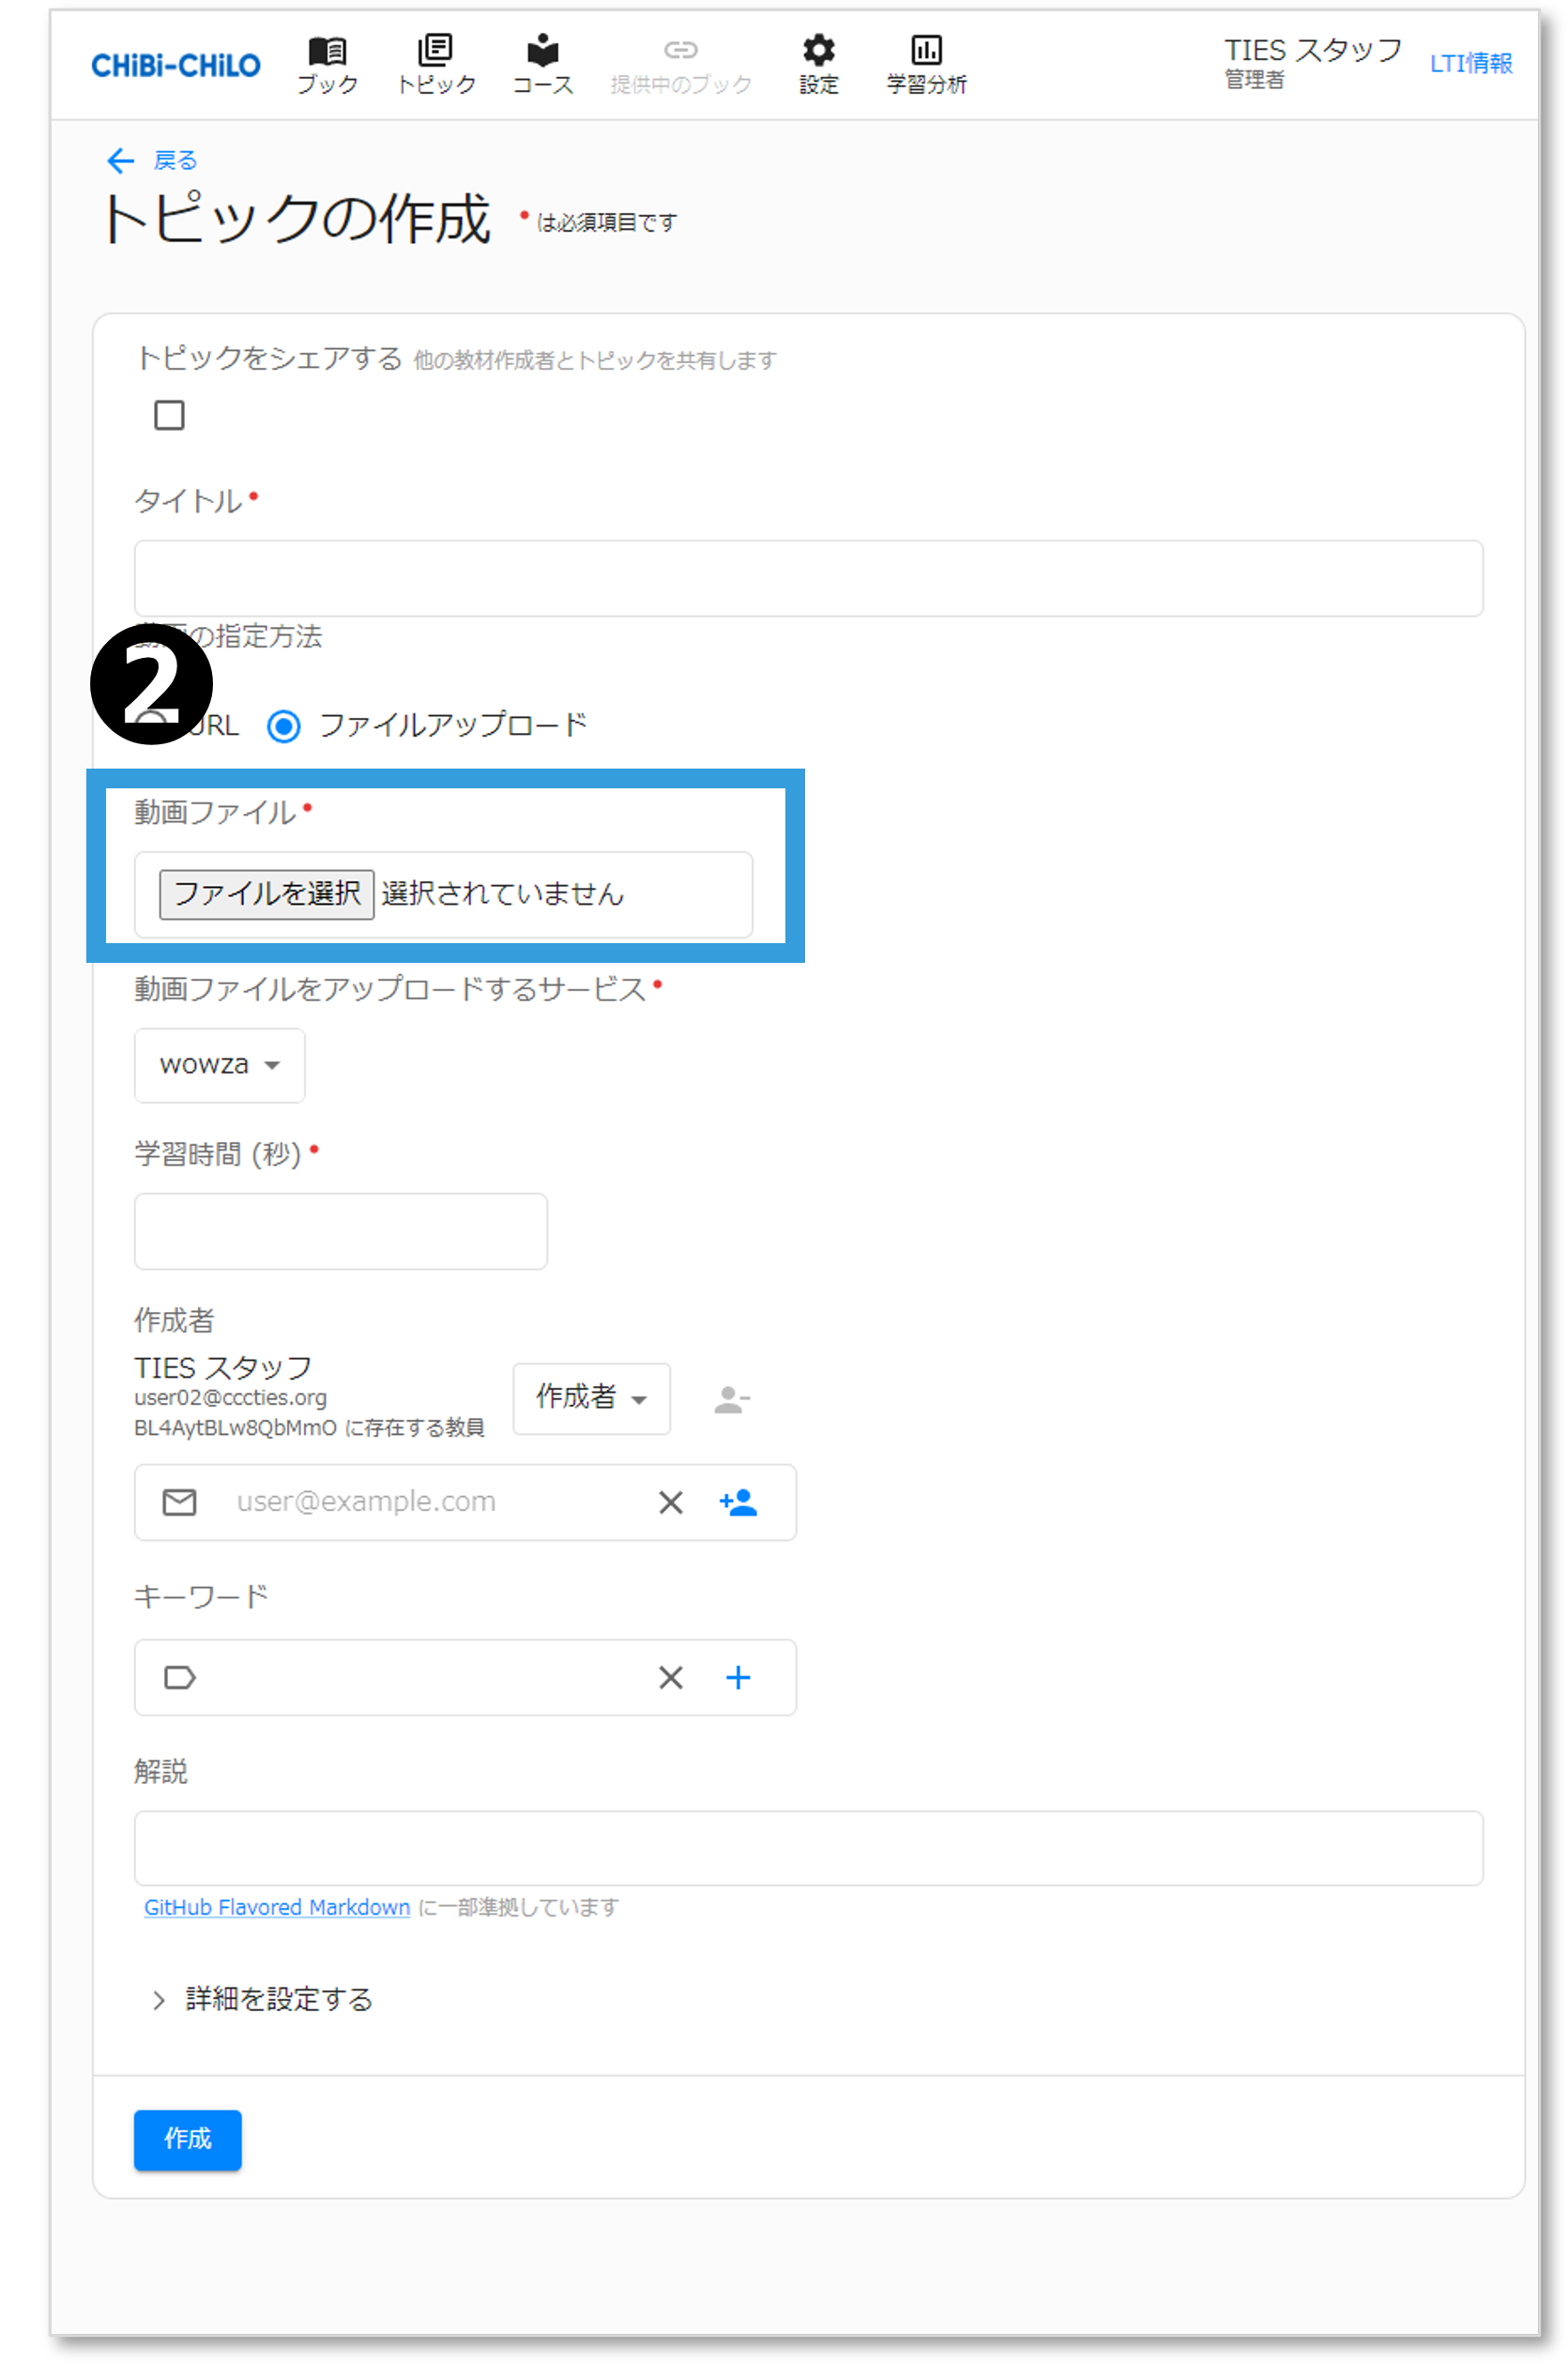 CHiBi-CHiLO
ブック
トピック
コース
提供中のブック
設定
学習分析
TIES スタッフ
管理者
LTI情報
戻る
トピックの作成 •は必須項目です
トピックをシェアする 他の教材作成者とトピックを共有します
タイトル•
動画の指定方法
2
URL ファイルアップロード
動画ファイル•
ファイルを選択 選択されていません
動画ファイルをアップロードするサービス•
wowza
学習時間 (秒)•
作成者
TIES スタッフ
user02@cccties.org
BL4AytBLw8QbMmO に存在する教員
作成者
user@example.com
キーワード
解説
GitHub Flavored Markdown に一部準拠しています
詳細を設定する
作成